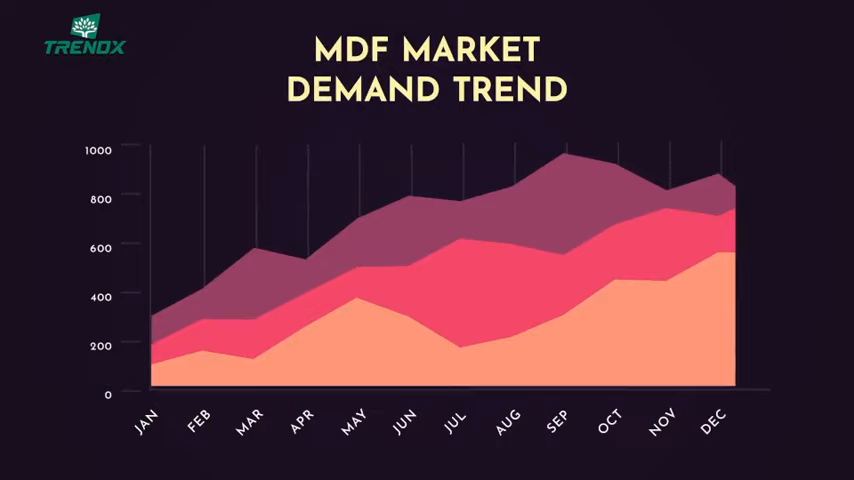 TRENOX
MDF MARKET
DEMAND TREND
1000
800
600
400
200
0
JAN FEB MAR APR MAY JUN JUL AUG SEP OCT NOV DEC